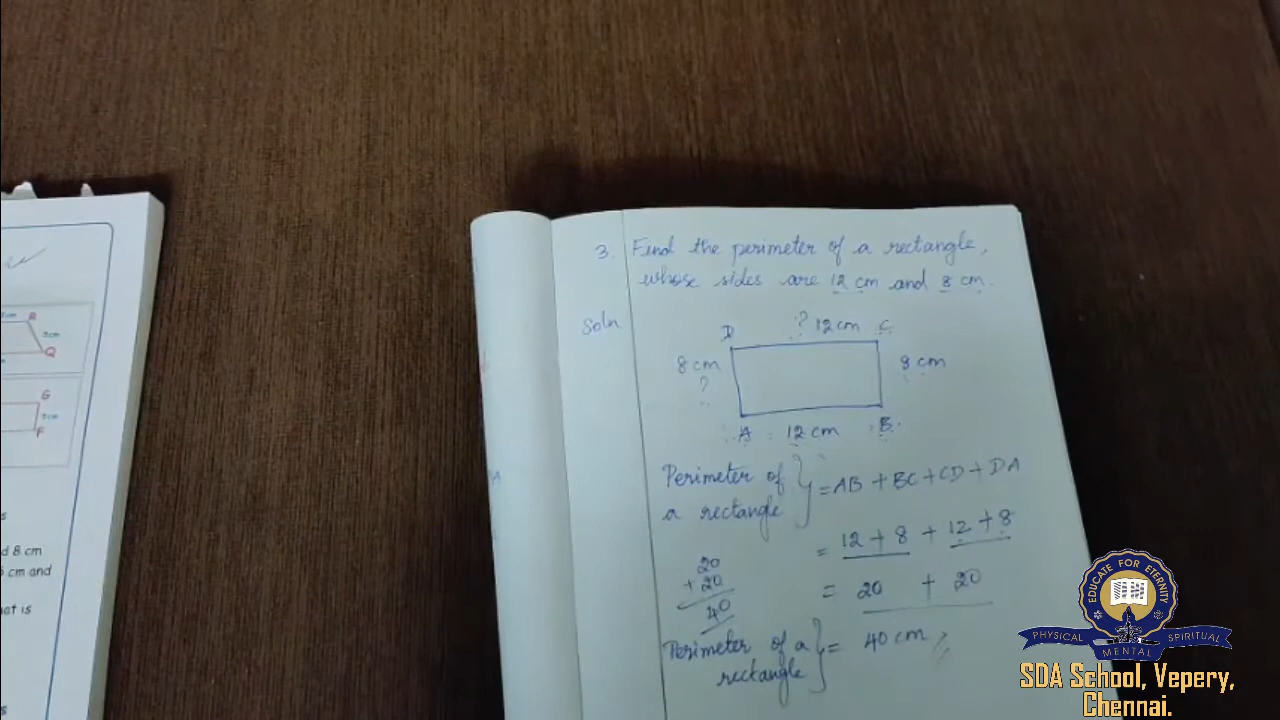 R
3cm
Q
G
3cm
F
d 8 cm
cm and
at is
3. Find the perimeter of a rectangle,
whose sides are 12 cm and 8 cm.
Soln
D ? 12 cm C
8 cm 8 cm
?
A 12 cm B
Perimeter of
a rectangle } = AB + BC + CD + DA
= 12 + 8 + 12 + 8
20
+ 20
40
= 20 + 20
Perimeter of a
rectangle } = 40 cm //
EDUCATE FOR ETERNITY
PHYSICAL MENTAL SPIRITUAL
SDA School, Vepery,
Chennai.